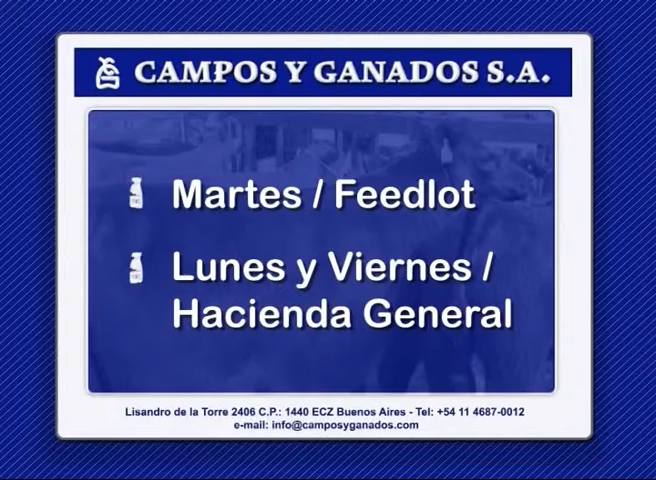 CAMPOS Y GANADOS S.A.
Martes / Feedlot
Lunes y Viernes /
Hacienda General
Lisandro de la Torre 2406 C.P.: 1440 ECZ Buenos Aires - Tel: +54 11 4687-0012
e-mail: info@camposyganados.com